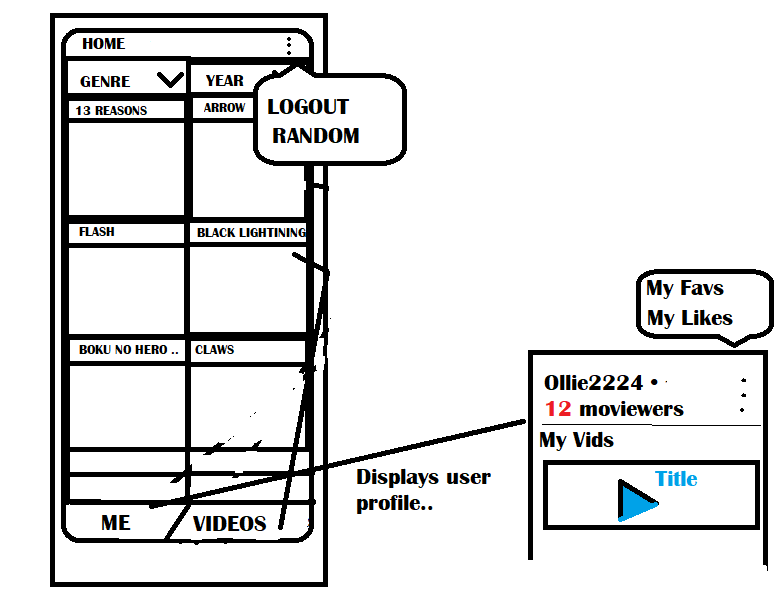 HOME
GENRE
YEAR
LOGOUT
RANDOM
13 REASONS
ARROW
FLASH
BLACK LIGHTINING
BOKU NO HERO ..
CLAWS
ME
VIDEOS
Displays user
profile..
My Favs
My Likes
Ollie2224 •
12 moviewers
My Vids
Title